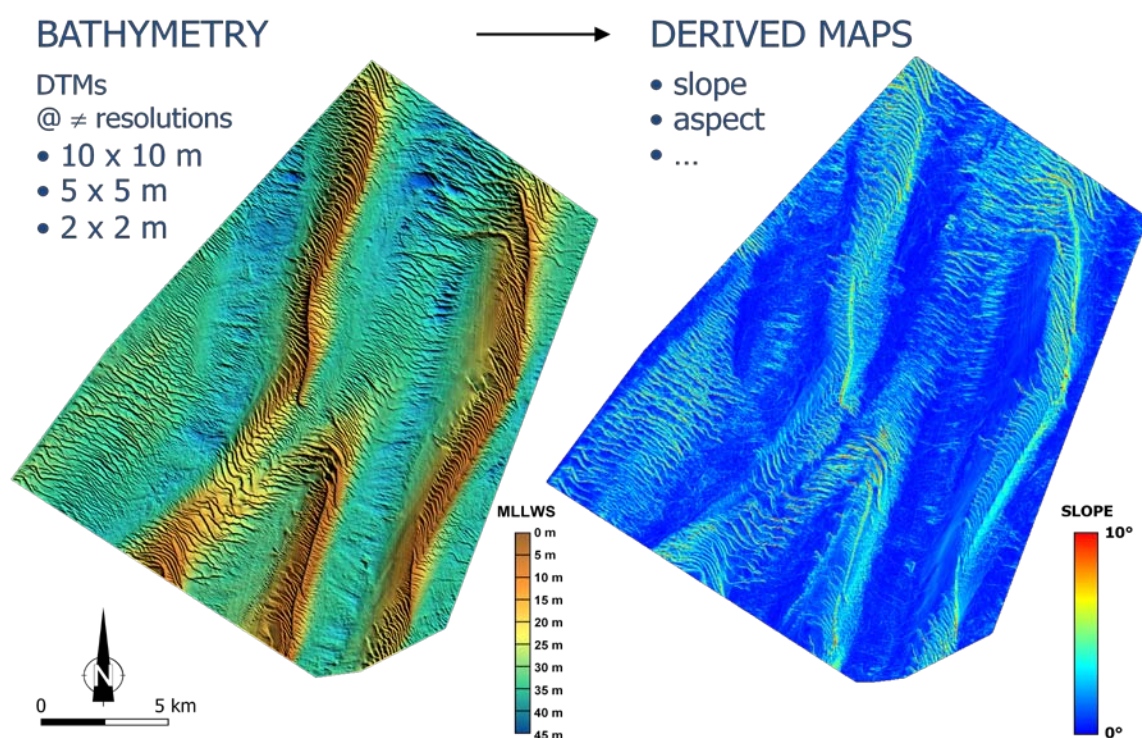 BATHYMETRY
DTMs
@ ≠ resolutions
• 10 x 10 m
• 5 x 5 m
• 2 x 2 m
DERIVED MAPS
• slope
• aspect
• ...
MLLWS
0 m
5 m
10 m
15 m
20 m
25 m
30 m
35 m
40 m
45 m
SLOPE
10°
0°
N
0 5 km